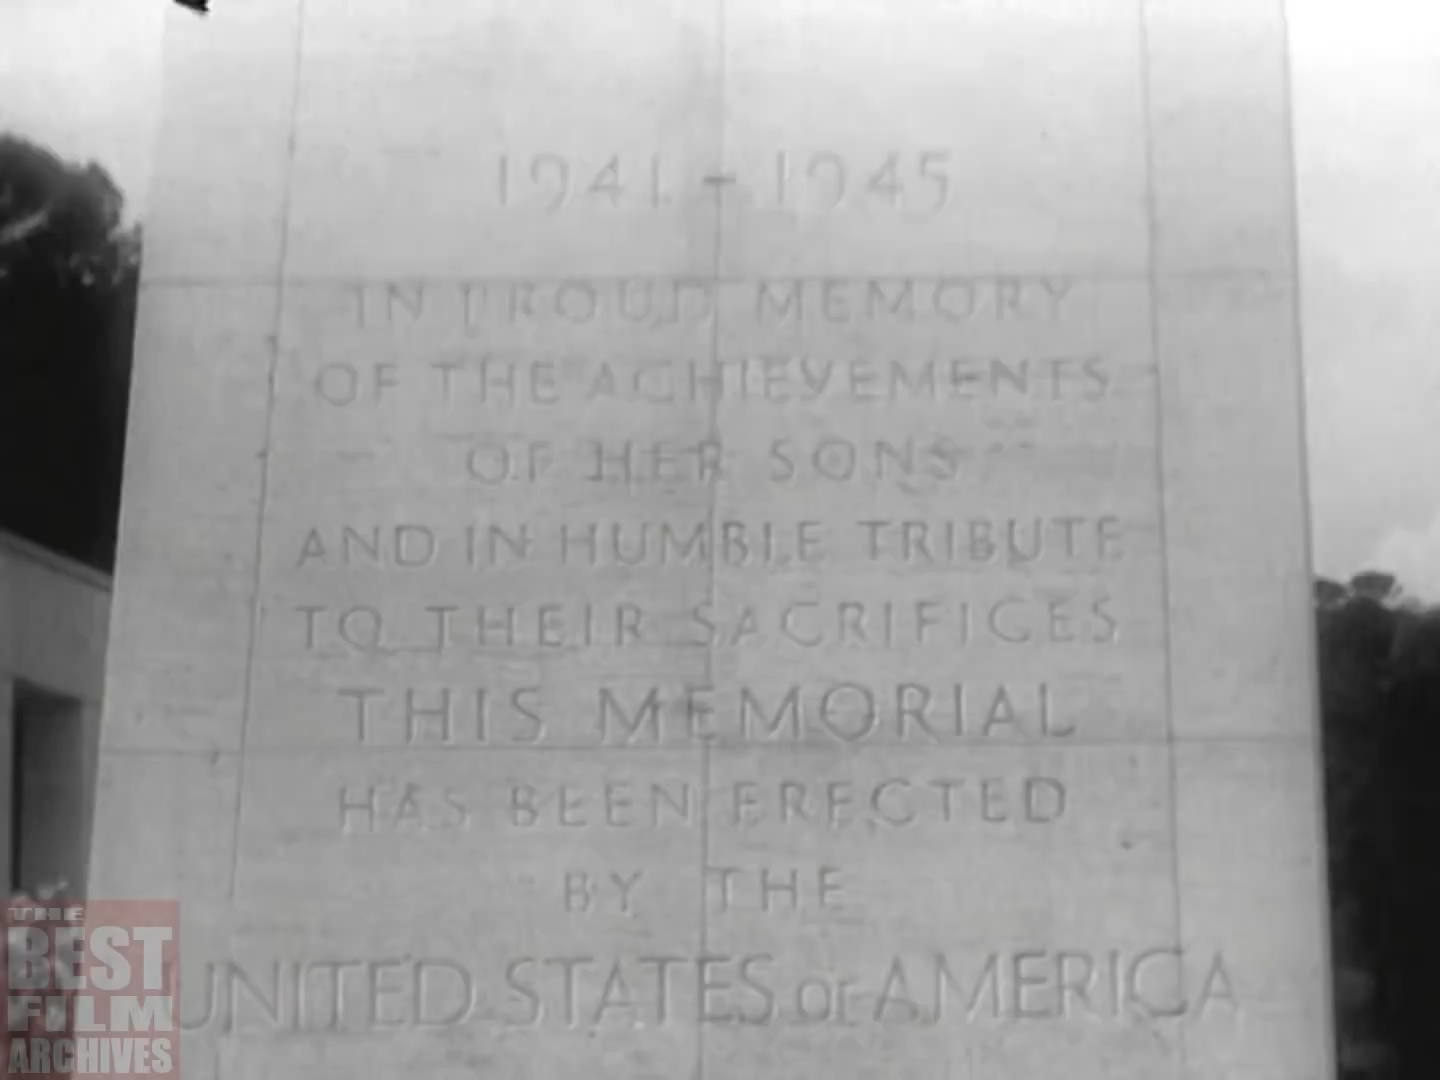 1941 - 1945
IN PROUD MEMORY
OF THE ACHIEVEMENTS
OF HER SONS
AND IN HUMBLE TRIBUTE
TO THEIR SACRIFICES
THIS MEMORIAL
HAS BEEN ERECTED
BY THE
UNITED STATES OF AMERICA
THE
BEST
FILM
ARCHIVES